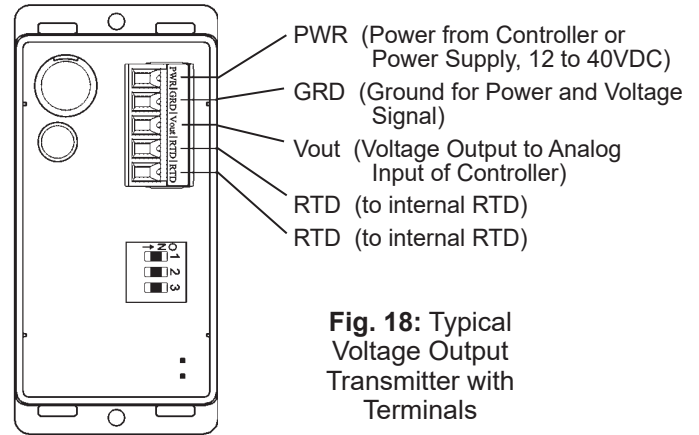 PWR (Power from Controller or
Power Supply, 12 to 40VDC)
GRD (Ground for Power and Voltage
Signal)
Vout (Voltage Output to Analog
Input of Controller)
RTD (to internal RTD)
RTD (to internal RTD)
PWR|GRD|Vout|RTD|RTD
ON
1
2
3
Fig. 18: Typical
Voltage Output
Transmitter with
Terminals